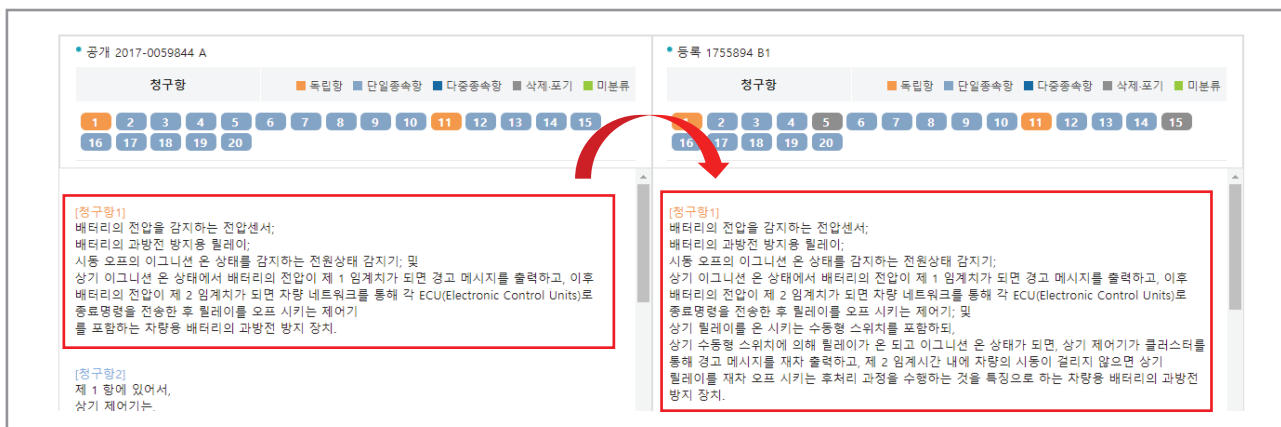 공개 2017-0059844 A
청구항 독립항 단일종속항 다중종속항 삭제·포기 미분류
1 2 3 4 5 6 7 8 9 10 11 12 13 14 15
16 17 18 19 20
[청구항1]
배터리의 전압을 감지하는 전압센서;
배터리의 과방전 방지용 릴레이;
시동 오프의 이그니션 온 상태를 감지하는 전원상태 감지기; 및
상기 이그니션 온 상태에서 배터리의 전압이 제 1 임계치가 되면 경고 메시지를 출력하고, 이후
배터리의 전압이 제 2 임계치가 되면 차량 네트워크를 통해 각 ECU(Electronic Control Units)로
종료명령을 전송한 후 릴레이를 오프 시키는 제어기
를 포함하는 차량용 배터리의 과방전 방지 장치.
[청구항2]
제 1 항에 있어서,
상기 제어기는,
등록 1755894 B1
청구항 독립항 단일종속항 다중종속항 삭제·포기 미분류
1 2 3 4 5 6 7 8 9 10 11 12 13 14 15
16 17 18 19 20
[청구항1]
배터리의 전압을 감지하는 전압센서;
배터리의 과방전 방지용 릴레이;
시동 오프의 이그니션 온 상태를 감지하는 전원상태 감지기;
상기 이그니션 온 상태에서 배터리의 전압이 제 1 임계치가 되면 경고 메시지를 출력하고, 이후
배터리의 전압이 제 2 임계치가 되면 차량 네트워크를 통해 각 ECU(Electronic Control Units)로
종료명령을 전송한 후 릴레이를 오프 시키는 제어기; 및
상기 릴레이를 온 시키는 수동형 스위치를 포함하되,
상기 수동형 스위치에 의해 릴레이가 온 되고 이그니션 온 상태가 되면, 상기 제어기가 클러스터를
통해 경고 메시지를 재차 출력하고, 제 2 임계시간 내에 차량의 시동이 걸리지 않으면 상기
릴레이를 재차 오프 시키는 후처리 과정을 수행하는 것을 특징으로 하는 차량용 배터리의 과방전
방지 장치.